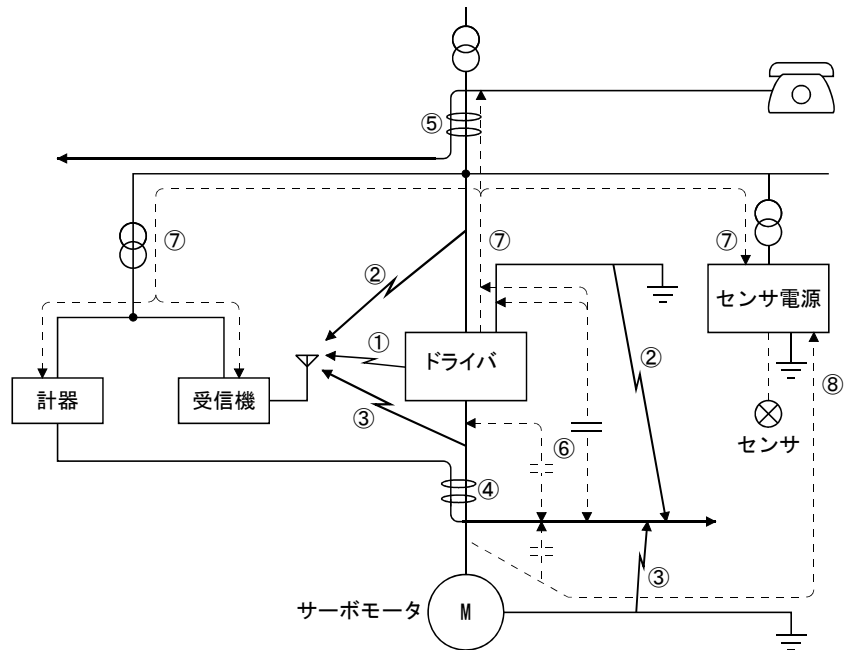 ⑤
⑦
⑦
⑦
②
センサ電源
①
ドライバ
②
⑧
計器
受信機
③
⑥
センサ
④
③
サーボモータ
M